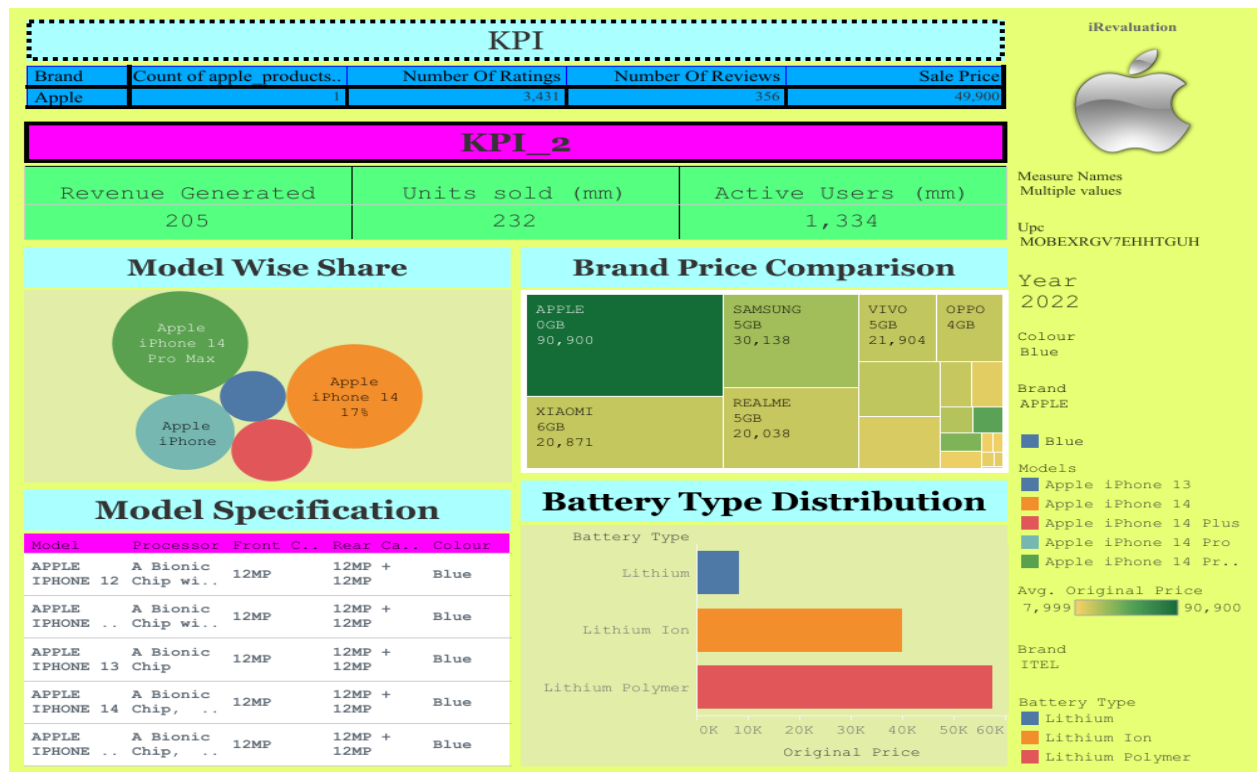 KPI
Brand Count of apple_products.. Number Of Ratings Number Of Reviews Sale Price
Apple 1 3,431 356 49,900
KPI_2
Revenue Generated Units sold (mm) Active Users (mm)
205 232 1,334
Model Wise Share
Apple
iPhone 14
Pro Max
Apple
iPhone 14
17%
Apple
iPhone
Brand Price Comparison
APPLE
0GB
90,900
SAMSUNG
5GB
30,138
VIVO
5GB
21,904
OPPO
4GB
XIAOMI
6GB
20,871
REALME
5GB
20,038
Model Specification
Model Processor Front C.. Rear Ca.. Colour
APPLE A Bionic 12MP +
IPHONE 12 Chip wi.. 12MP 12MP Blue
APPLE A Bionic 12MP +
IPHONE .. Chip wi.. 12MP 12MP Blue
APPLE A Bionic 12MP +
IPHONE 13 Chip 12MP 12MP Blue
APPLE A Bionic 12MP +
IPHONE 14 Chip, .. 12MP 12MP Blue
APPLE A Bionic 12MP +
IPHONE .. Chip, .. 12MP 12MP Blue
Battery Type Distribution
Battery Type
Lithium
Lithium Ion
Lithium Polymer
0K 10K 20K 30K 40K 50K 60K
Original Price
iRevaluation
Measure Names
Multiple values
Upc
MOBEXRGV7EHHTGUH
Year
2022
Colour
Blue
Brand
APPLE
Blue
Models
Apple iPhone 13
Apple iPhone 14
Apple iPhone 14 Plus
Apple iPhone 14 Pro
Apple iPhone 14 Pr..
Avg. Original Price
7,999 90,900
Brand
ITEL
Battery Type
Lithium
Lithium Ion
Lithium Polymer